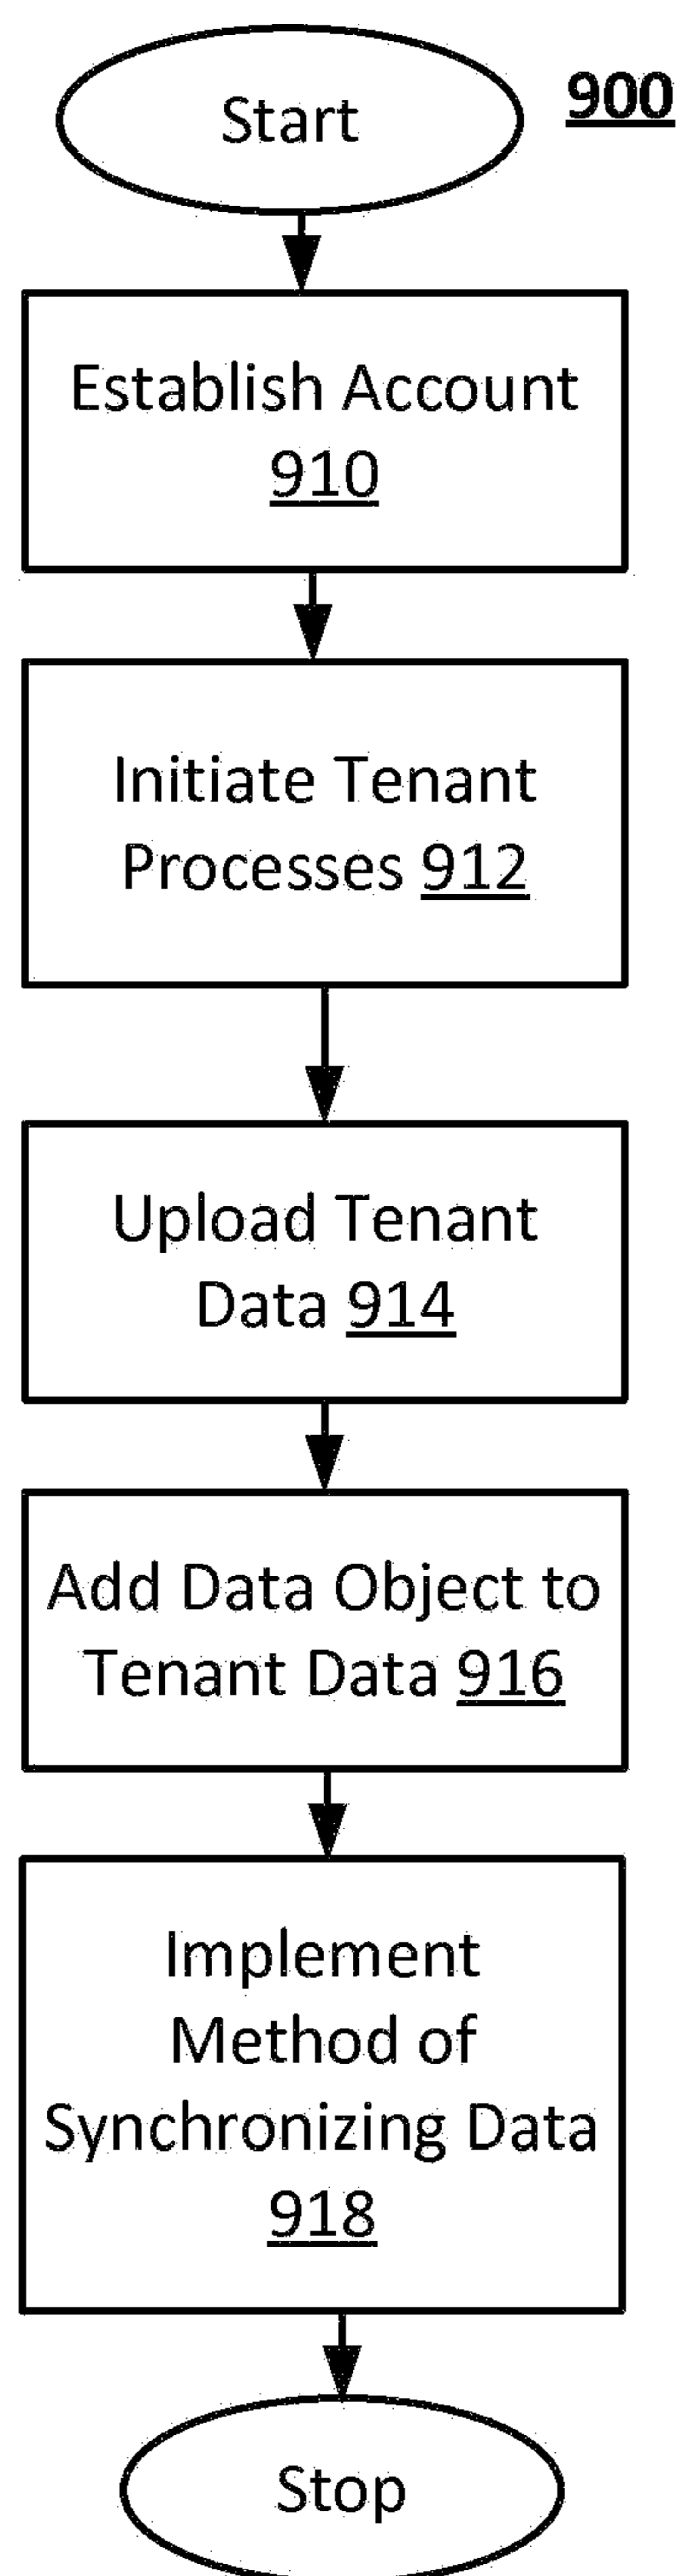 Start
900
Establish Account
910
Initiate Tenant
Processes 912
Upload Tenant
Data 914
Add Data Object to
Tenant Data 916
Implement
Method of
Synchronizing Data
918
Stop